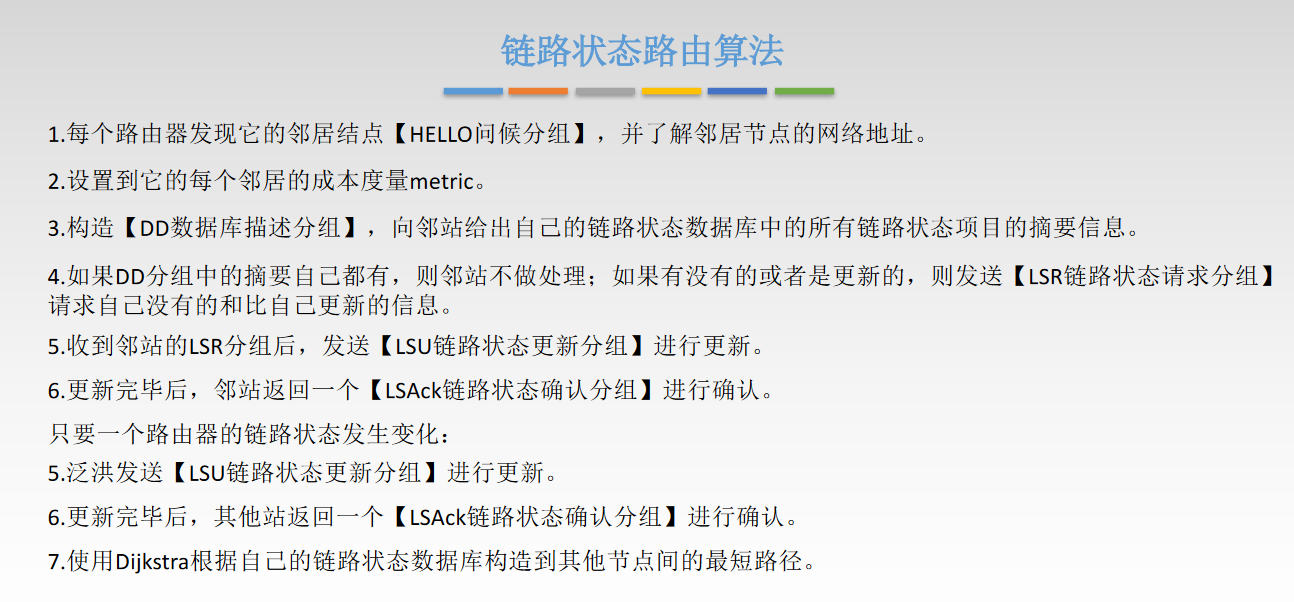 链路状态路由算法
1.每个路由器发现它的邻居结点【HELLO问候分组】，并了解邻居节点的网络地址。
2.设置到它的每个邻居的成本度量metric。
3.构造【DD数据库描述分组】，向邻站给出自己的链路状态数据库中的所有链路状态项目的摘要信息。
4.如果DD分组中的摘要自己都有，则邻站不做处理；如果有没有的或者是更新的，则发送【LSR链路状态请求分组】
请求自己没有的和比自己更新的信息。
5.收到邻站的LSR分组后，发送【LSU链路状态更新分组】进行更新。
6.更新完毕后，邻站返回一个【LSAck链路状态确认分组】进行确认。
只要一个路由器的链路状态发生变化：
5.泛洪发送【LSU链路状态更新分组】进行更新。
6.更新完毕后，其他站返回一个【LSAck链路状态确认分组】进行确认。
7.使用Dijkstra根据自己的链路状态数据库构造到其他节点间的最短路径。